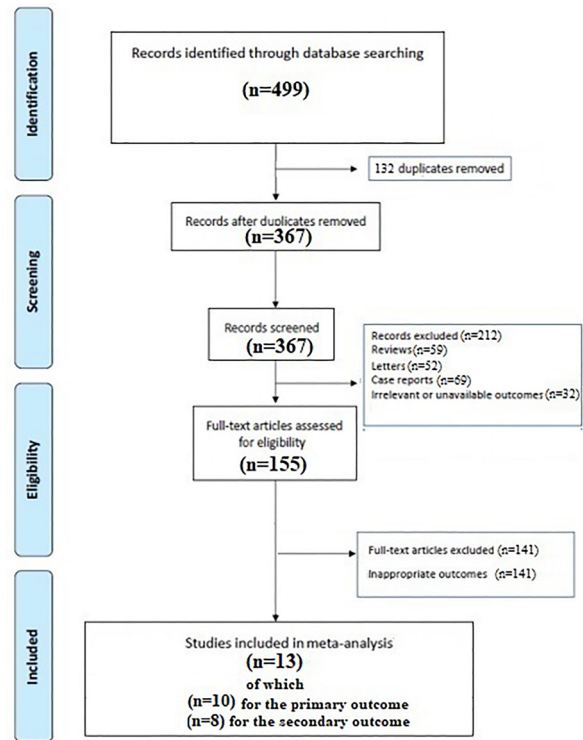 Identification
Records identified through database searching
(n=499)
132 duplicates removed
Screening
Records after duplicates removed
(n=367)
Records screened
(n=367)
Records excluded (n=212)
Reviews (n=59)
Letters (n=52)
Case reports (n=69)
Irrelevant or unavailable outcomes (n=32)
Eligibility
Full-text articles assessed
for eligibility
(n=155)
Full-text articles excluded (n=141)
Inappropriate outcomes (n=141)
Included
Studies included in meta-analysis
(n=13)
of which
(n=10) for the primary outcome
(n=8) for the secondary outcome